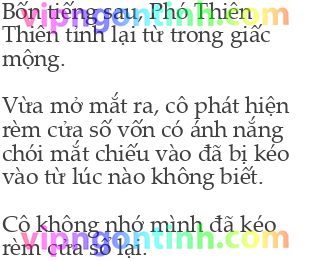 Bốn tiếng sau, Phó Thiên
Thiên tỉnh lại từ trong giấc
mộng.
Vừa mở mắt ra, cô phát hiện
rèm cửa sổ vốn có ánh nắng
chói mắt chiếu vào đã bị kéo
vào từ lúc nào không biết.
Cô không nhớ mình đã kéo
rèm cửa sổ lại.
vipngontinh.com
vipngontinh.com